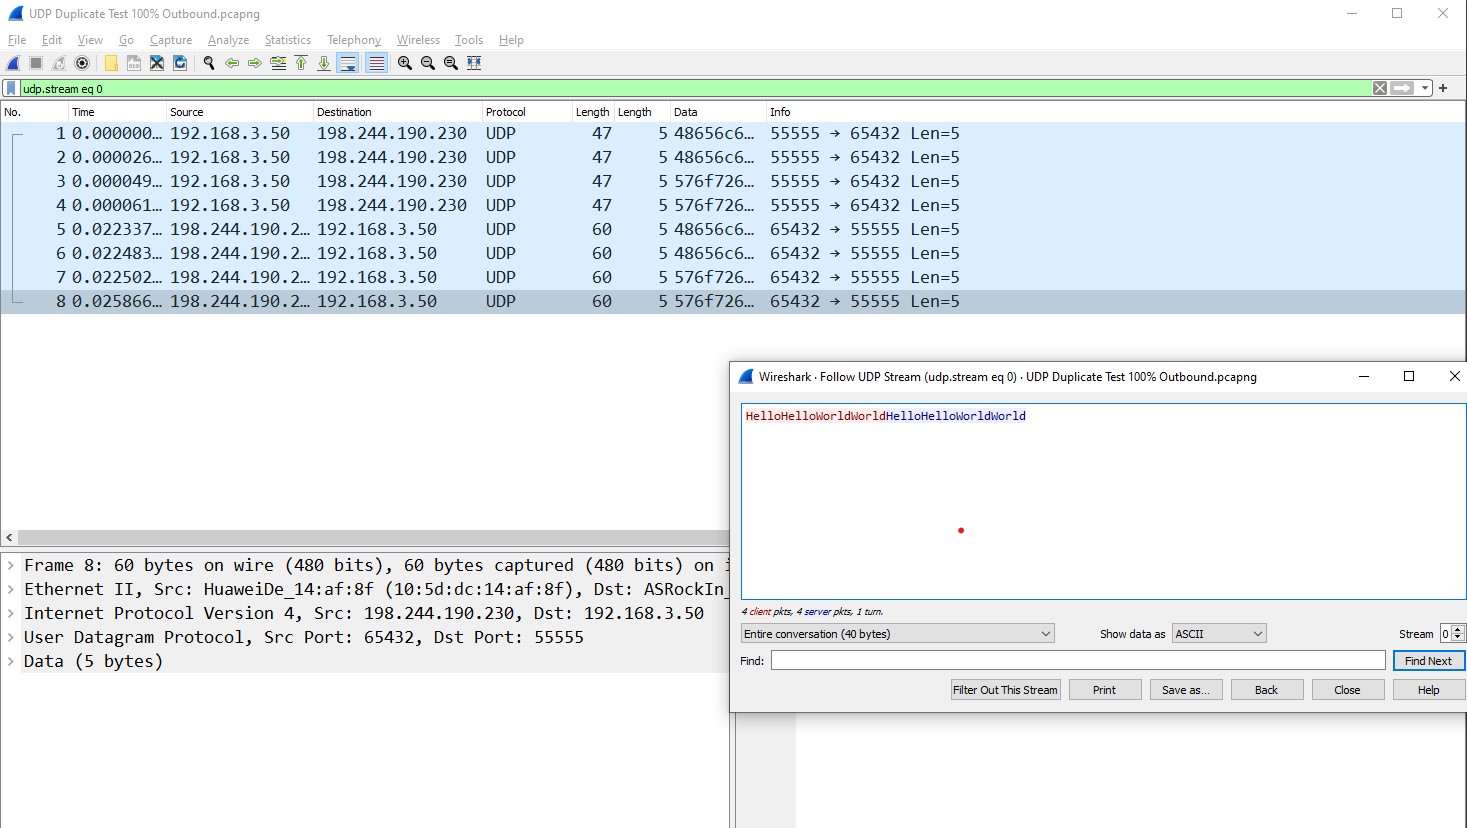 UDP Duplicate Test 100% Outbound.pcapng
File Edit View Go Capture Analyze Statistics Telephony Wireless Tools Help
udp.stream eq 0
No. Time Source Destination Protocol Length Length Data Info
1 0.000000… 192.168.3.50 198.244.190.230 UDP 47 5 48656c6… 55555 → 65432 Len=5
2 0.000026… 192.168.3.50 198.244.190.230 UDP 47 5 48656c6… 55555 → 65432 Len=5
3 0.000049… 192.168.3.50 198.244.190.230 UDP 47 5 576f726… 55555 → 65432 Len=5
4 0.000061… 192.168.3.50 198.244.190.230 UDP 47 5 576f726… 55555 → 65432 Len=5
5 0.022337… 198.244.190.2… 192.168.3.50 UDP 60 5 48656c6… 65432 → 55555 Len=5
6 0.022483… 198.244.190.2… 192.168.3.50 UDP 60 5 48656c6… 65432 → 55555 Len=5
7 0.022502… 198.244.190.2… 192.168.3.50 UDP 60 5 576f726… 65432 → 55555 Len=5
8 0.025866… 198.244.190.2… 192.168.3.50 UDP 60 5 576f726… 65432 → 55555 Len=5
Frame 8: 60 bytes on wire (480 bits), 60 bytes captured (480 bits) on i
Ethernet II, Src: HuaweiDe_14:af:8f (10:5d:dc:14:af:8f), Dst: ASRockIn_
Internet Protocol Version 4, Src: 198.244.190.230, Dst: 192.168.3.50
User Datagram Protocol, Src Port: 65432, Dst Port: 55555
Data (5 bytes)
Wireshark · Follow UDP Stream (udp.stream eq 0) · UDP Duplicate Test 100% Outbound.pcapng
HelloHelloWorldWorldHelloHelloWorldWorld
4 client pkts, 4 server pkts, 1 turn.
Entire conversation (40 bytes) Show data as ASCII Stream 0
Find: Find Next
Filter Out This Stream Print Save as… Back Close Help